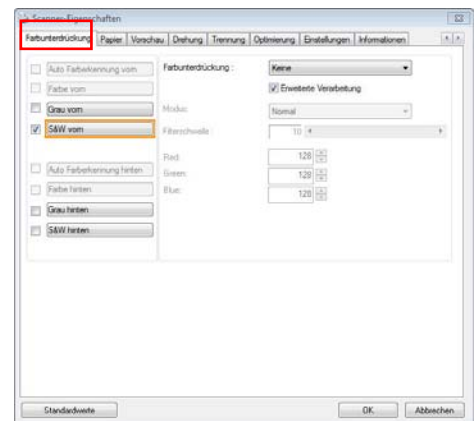 Scanner-Eigenschaften
Farbunterdrückung Papier Vorschau Drehung Trennung Optimierung Einstellungen Informationen
Auto Farbekennung vorn
Farbe vorn
Grau vorn
S&W vorn
Auto Farbekennung hinten
Farbe hinten
Grau hinten
S&W hinten
Farbunterdrückung : Keine
Erweiterte Verarbeitung
Modus: Normal
Filterschwelle : 10
Red: 128
Green: 128
Blue: 128
Standardwerte OK Abbrechen